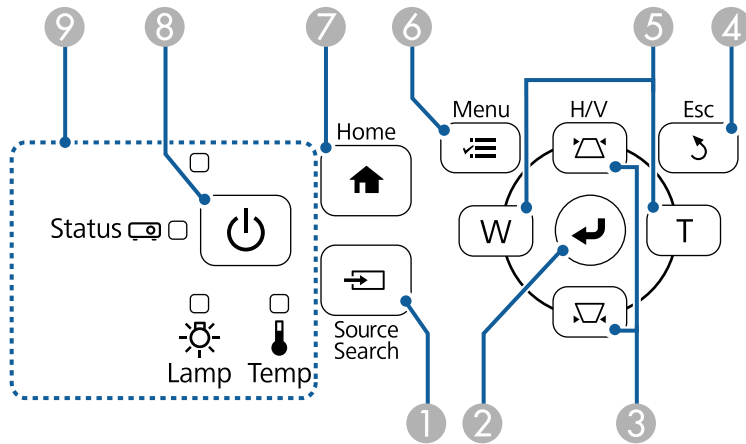 9 8 7 6 5 4
Menu H/V Esc
Home
Status W T
Source
Search
Lamp Temp
1 2 3